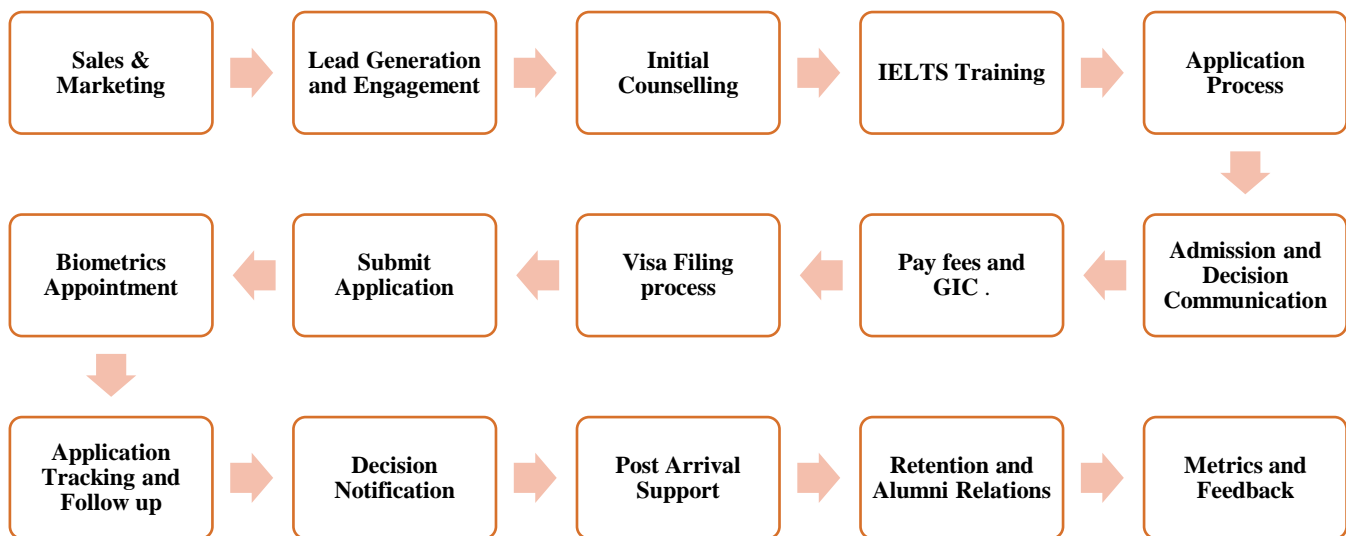 Sales &
Marketing
Lead Generation
and Engagement
Initial
Counselling
IELTS Training
Application
Process
Admission and
Decision
Communication
Pay fees and
GIC .
Visa Filing
process
Submit
Application
Biometrics
Appointment
Application
Tracking and
Follow up
Decision
Notification
Post Arrival
Support
Retention and
Alumni Relations
Metrics and
Feedback